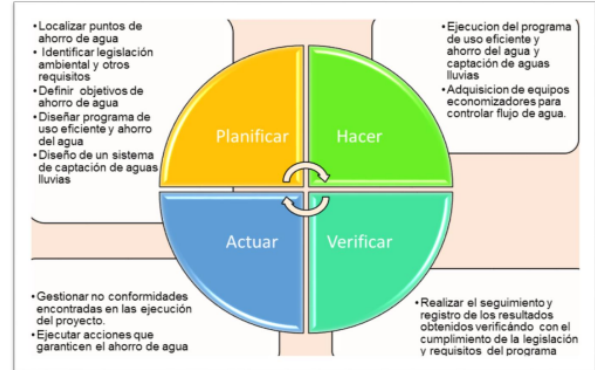 •Localizar puntos de
ahorro de agua
• Identificar legislación
ambiental y otros
requisitos
•Definir objetivos de
ahorro de agua
•Diseñar programa de
uso eficiente y ahorro
del agua
•Diseño de un sistema
de captación de aguas
lluvias
•Ejecucion del programa
de uso eficiente y
ahorro del agua y
captación de aguas
lluvias
•Adquisicion de equipos
economizadores para
controlar flujo de agua.
Planificar
Hacer
Actuar
Verificar
•Gestionar no conformidades
encontradas en las ejecución
del proyecto.
•Ejecutar acciones que
garanticen el ahorro de agua
•Realizar el seguimiento y
registro de los resultados
obtenidos verificándo con el
cumplimiento de la legislación
y requisitos del programa